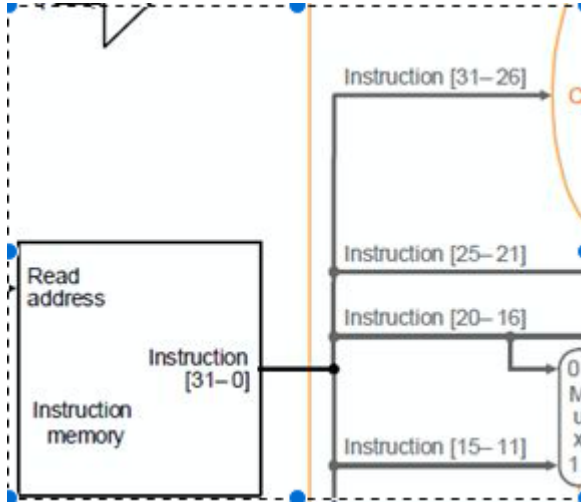 Instruction [31–26]
Instruction [25–21]
Read
address
Instruction [20–16]
Instruction
[31–0]
0
M
u
x
1
Instruction
memory
Instruction [15–11]